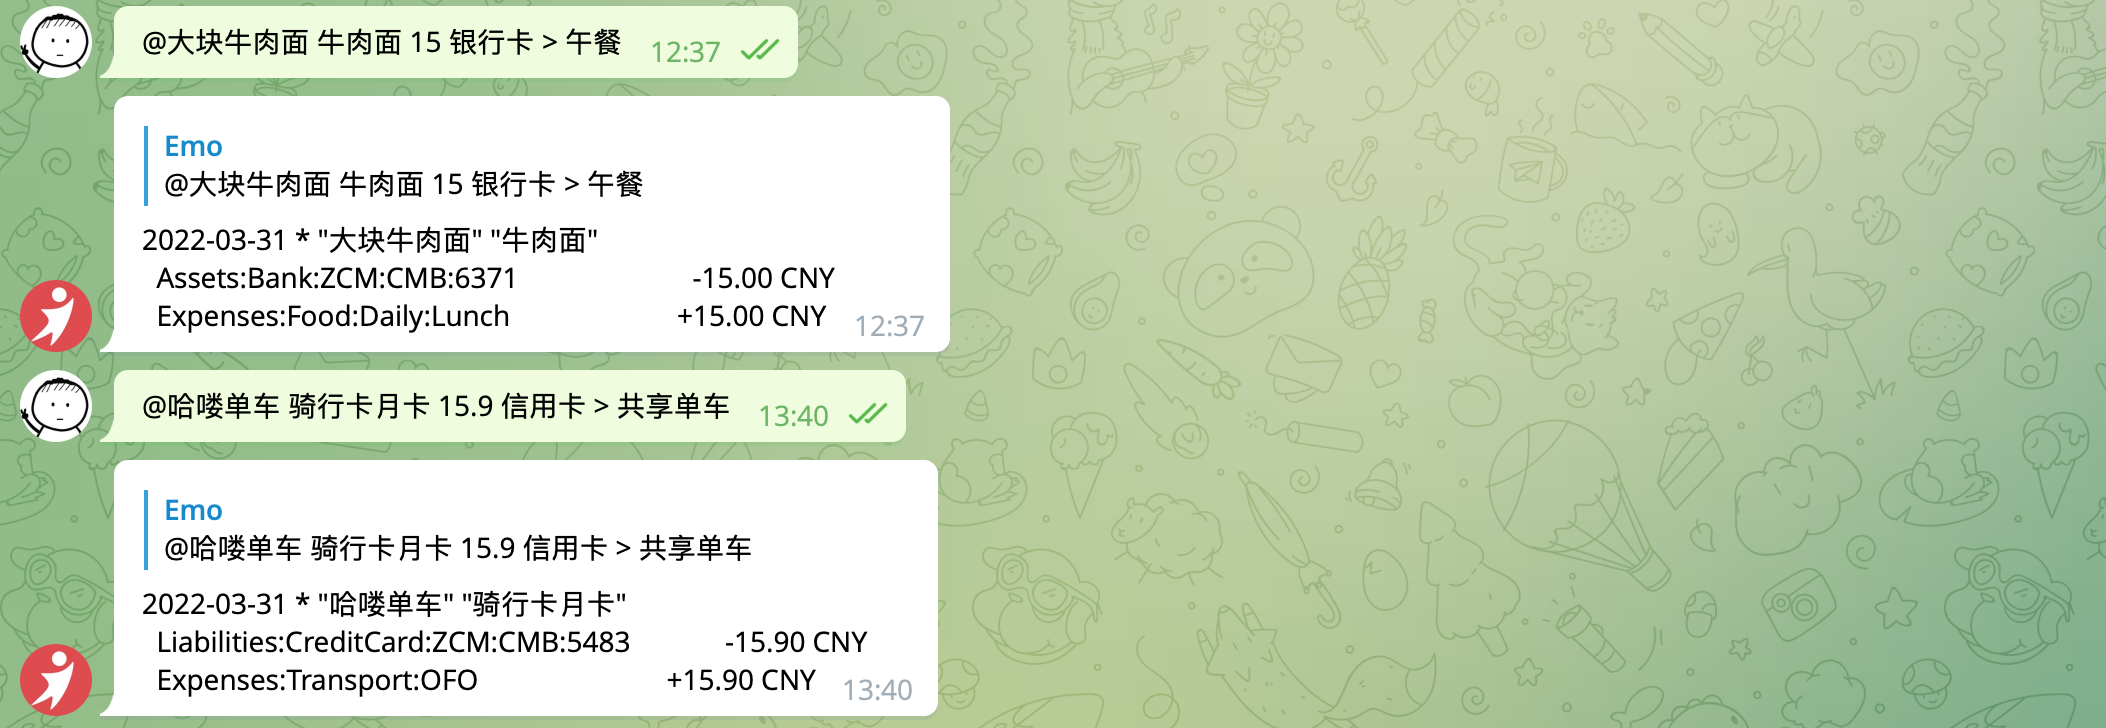 @大块牛肉面 牛肉面 15 银行卡 > 午餐 12:37
Emo
@大块牛肉面 牛肉面 15 银行卡 > 午餐
2022-03-31 * "大块牛肉面" "牛肉面"
Assets:Bank:ZCM:CMB:6371 -15.00 CNY
Expenses:Food:Daily:Lunch +15.00 CNY 12:37
@哈喽单车 骑行卡月卡 15.9 信用卡 > 共享单车 13:40
Emo
@哈喽单车 骑行卡月卡 15.9 信用卡 > 共享单车
2022-03-31 * "哈喽单车" "骑行卡月卡"
Liabilities:CreditCard:ZCM:CMB:5483 -15.90 CNY
Expenses:Transport:OFO +15.90 CNY 13:40